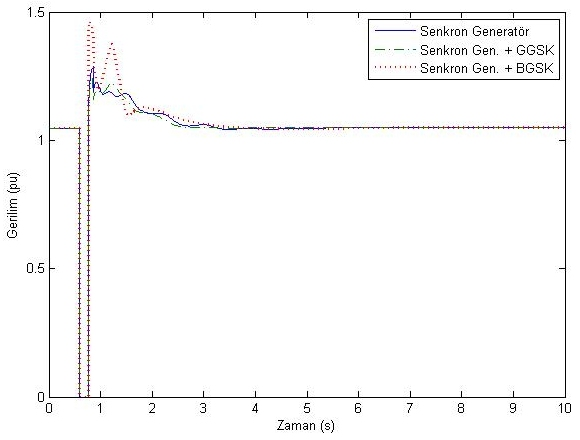 1.5
Senkron Generatör
Senkron Gen. + GGSK
Senkron Gen. + BGSK
1
Gerilim (pu)
0.5
0
0 1 2 3 4 5 6 7 8 9 10
Zaman (s)